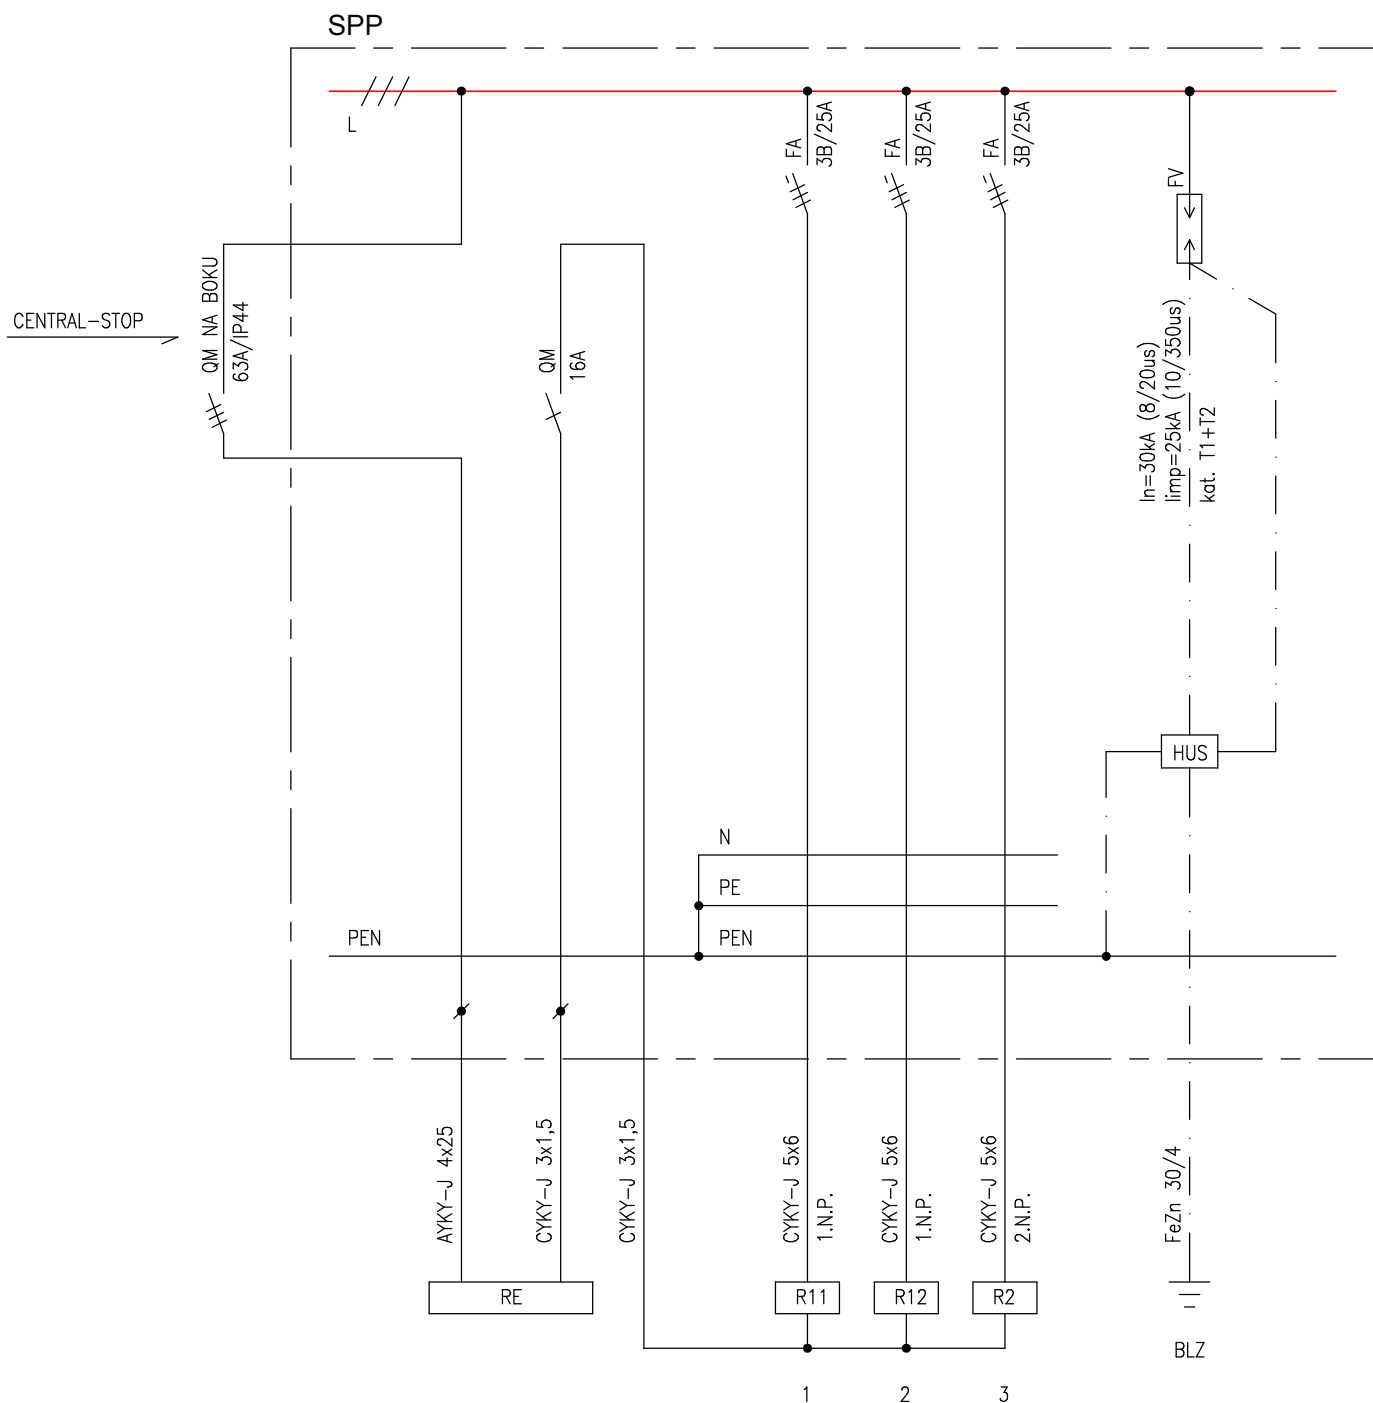 SPP
L
FA
3B/25A
FA
3B/25A
FA
3B/25A
FV
CENTRAL-STOP
QM NA BOKU
63A/IP44
QM
16A
In=30kA (8/20us)
Iimp=25kA (10/350us)
kat. T1+T2
HUS
N
PE
PEN
PEN
AYKY-J 4x25
CYKY-J 3x1,5
CYKY-J 3x1,5
CYKY-J 5x6
1.N.P.
CYKY-J 5x6
1.N.P.
CYKY-J 5x6
2.N.P.
FeZn 30/4
RE
R11
R12
R2
BLZ
1
2
3